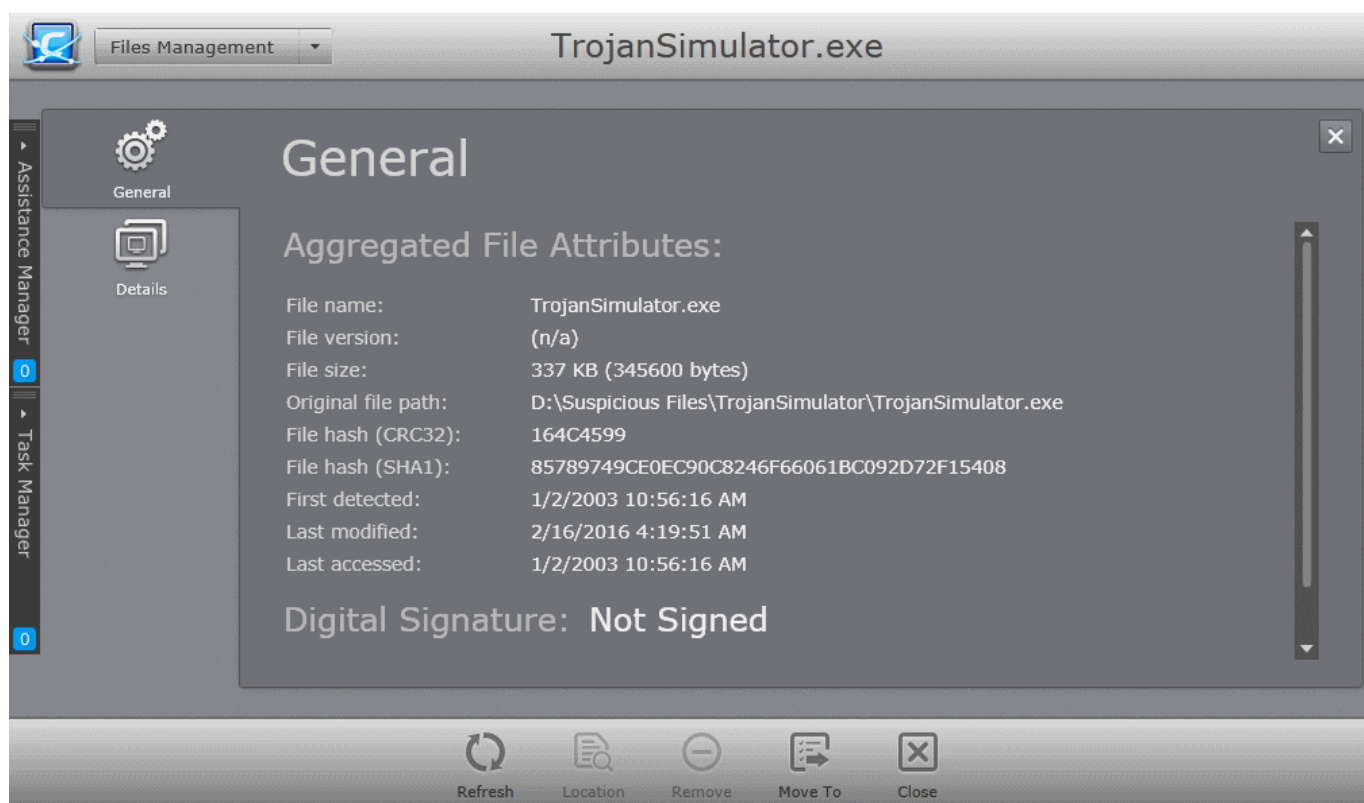 Files Management
TrojanSimulator.exe
Assistance Manager
0
Task Manager
0
General
Details
General
Aggregated File Attributes:
File name: TrojanSimulator.exe
File version: (n/a)
File size: 337 KB (345600 bytes)
Original file path: D:\Suspicious Files\TrojanSimulator\TrojanSimulator.exe
File hash (CRC32): 164C4599
File hash (SHA1): 85789749CE0EC90C8246F66061BC092D72F15408
First detected: 1/2/2003 10:56:16 AM
Last modified: 2/16/2016 4:19:51 AM
Last accessed: 1/2/2003 10:56:16 AM
Digital Signature: Not Signed
Refresh Location Remove Move To Close